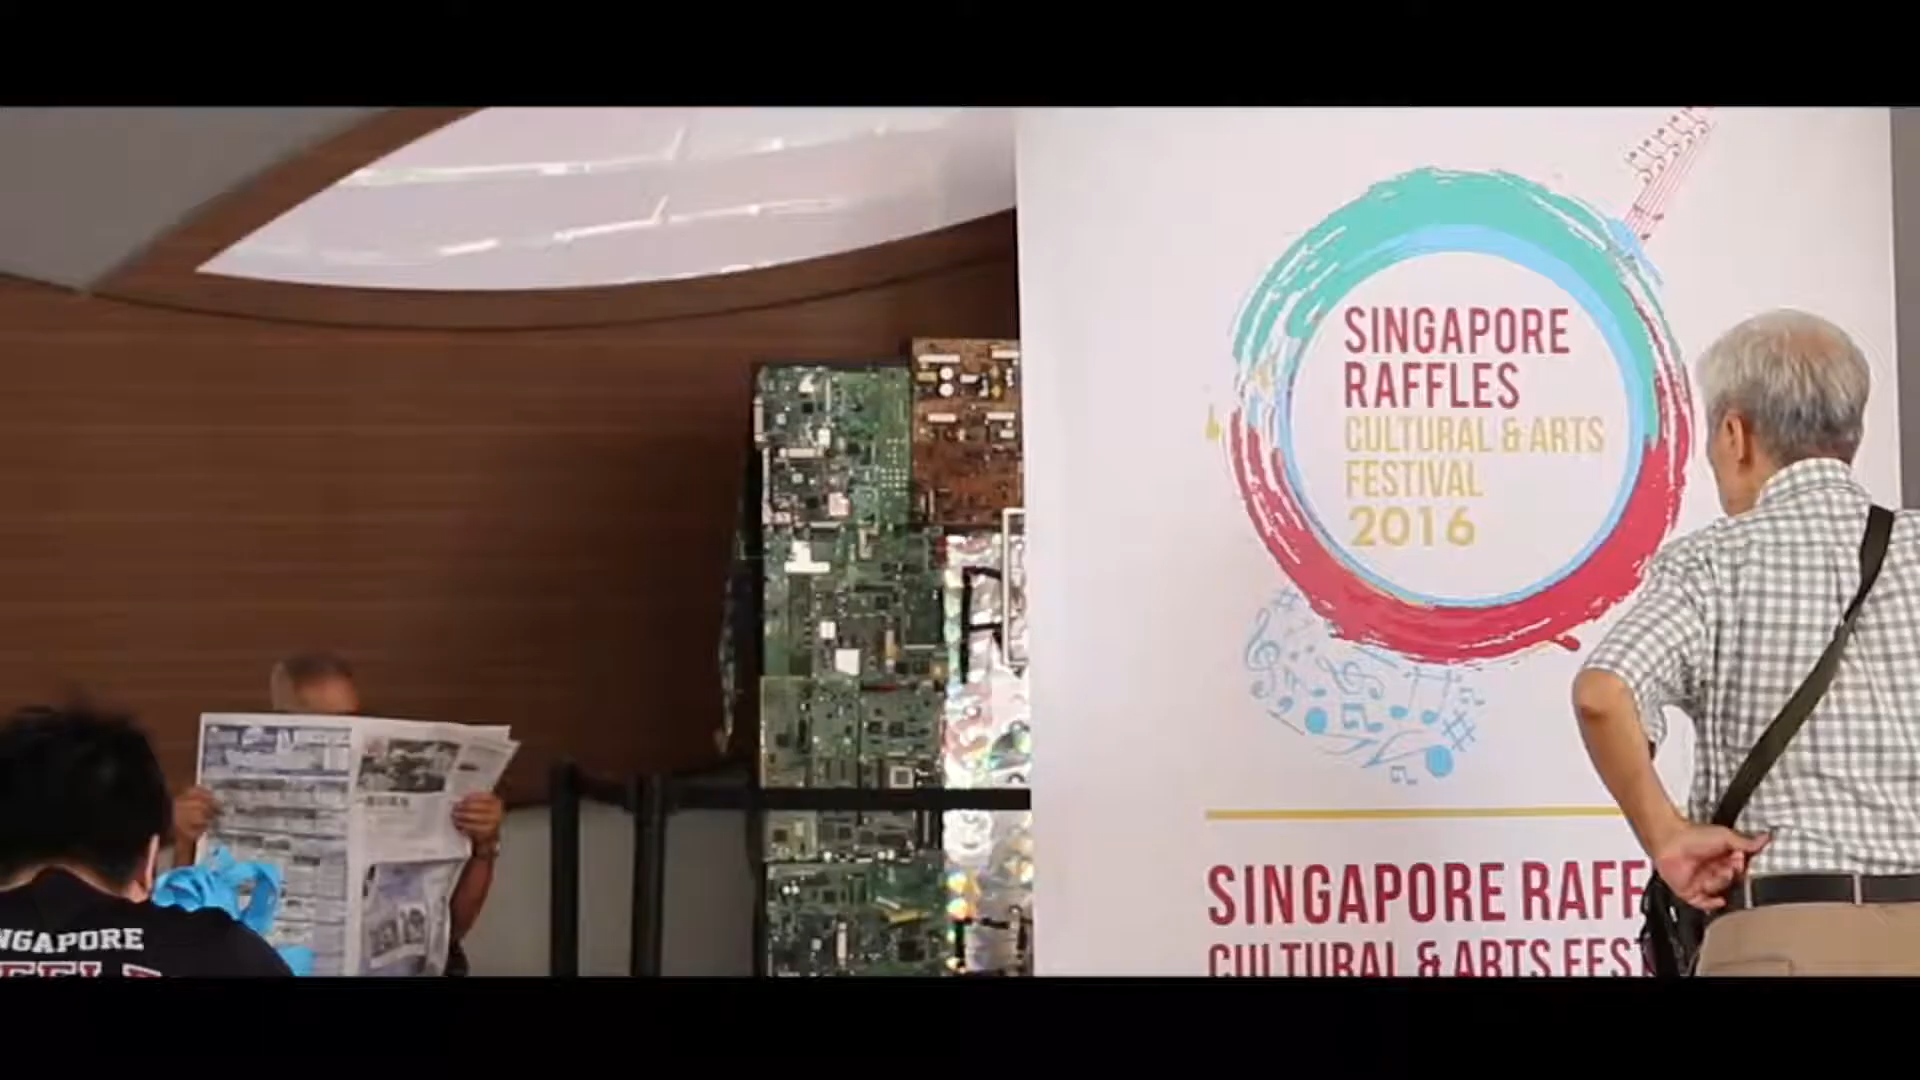 SINGAPORE
RAFFLES
CULTURAL & ARTS
FESTIVAL
2016
SINGAPORE RAFF
CULTURAL & ARTS FEST
NGAPORE